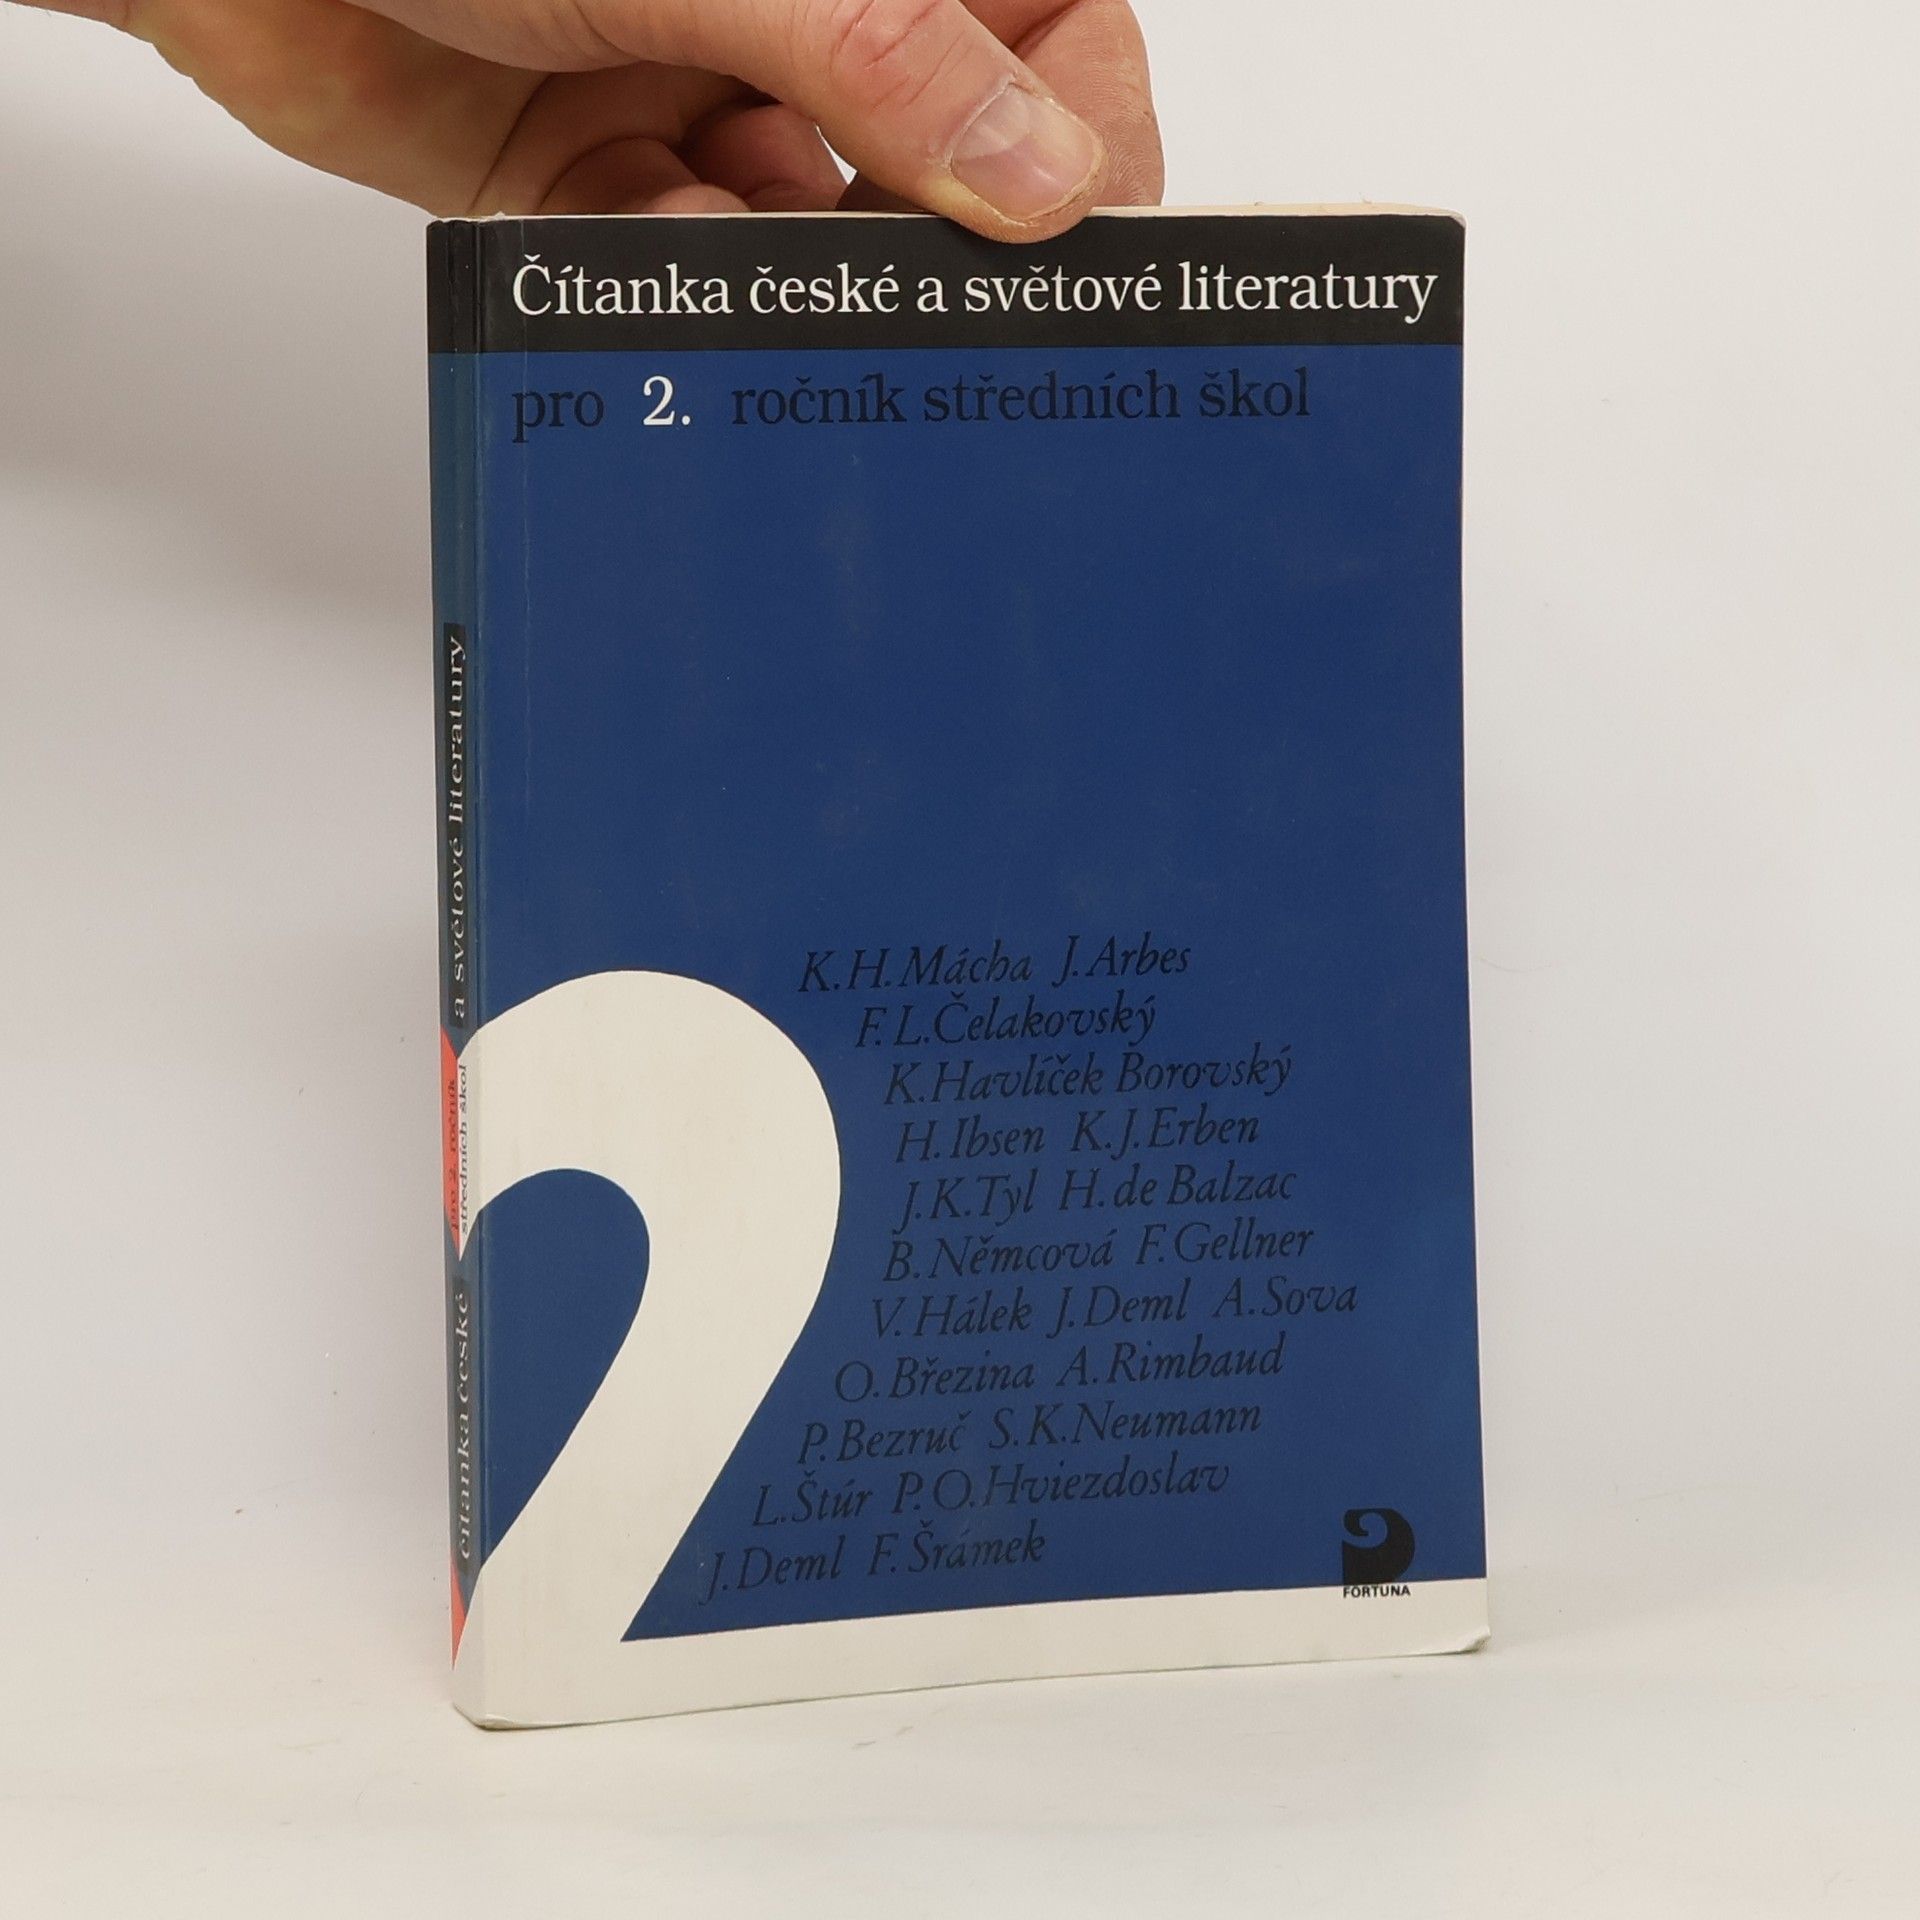 Čítanka české a světové literatury
pro 2. ročník středních škol
K.H.Mácha J.Arbes
F.L.Čelakovský
K.Havlíček Borovský
H.Ibsen K.J.Erben
J.K.Tyl H.de Balzac
B.Němcová F.Gellner
V.Hálek J.Deml A.Sova
O.Březina A.Rimbaud
P.Bezruč S.K.Neumann
L.Štúr P.O.Hviezdoslav
J.Deml F.Šrámek
2
FORTUNA
Čítanka české a světové literatury
pro 2. ročník
středních škol